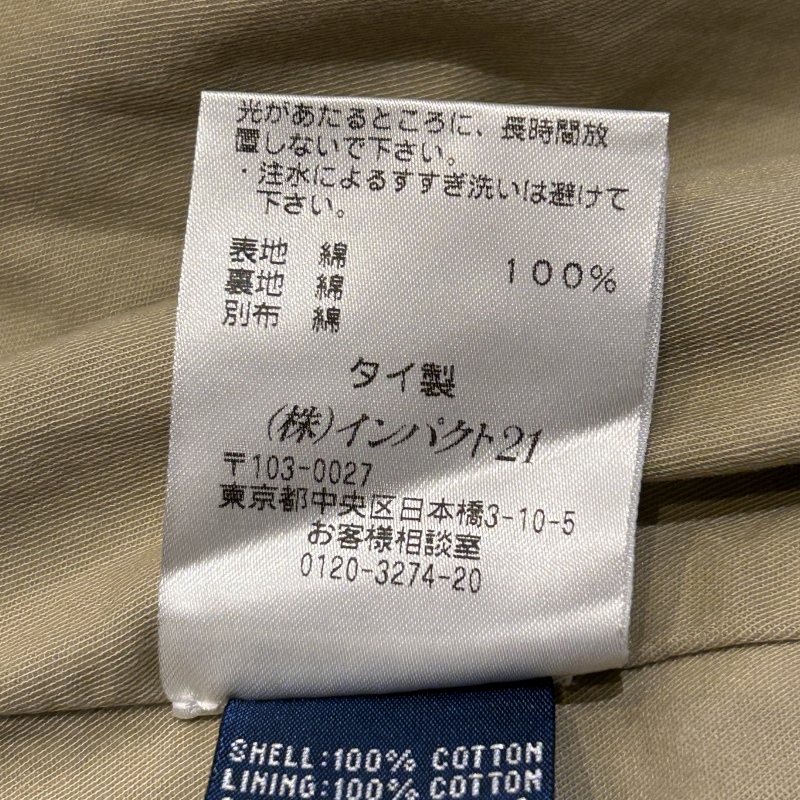 光があたるところに、長時間放
置しないで下さい。
・注水によるすすぎ洗いは避けて
下さい。
表地 綿 100%
裏地 綿
別布 綿
タイ製
(株)インパクト21
〒103-0027
東京都中央区日本橋3-10-5
お客様相談室
0120-3274-20
SHELL:100% COTTON
LINING:100% COTTON